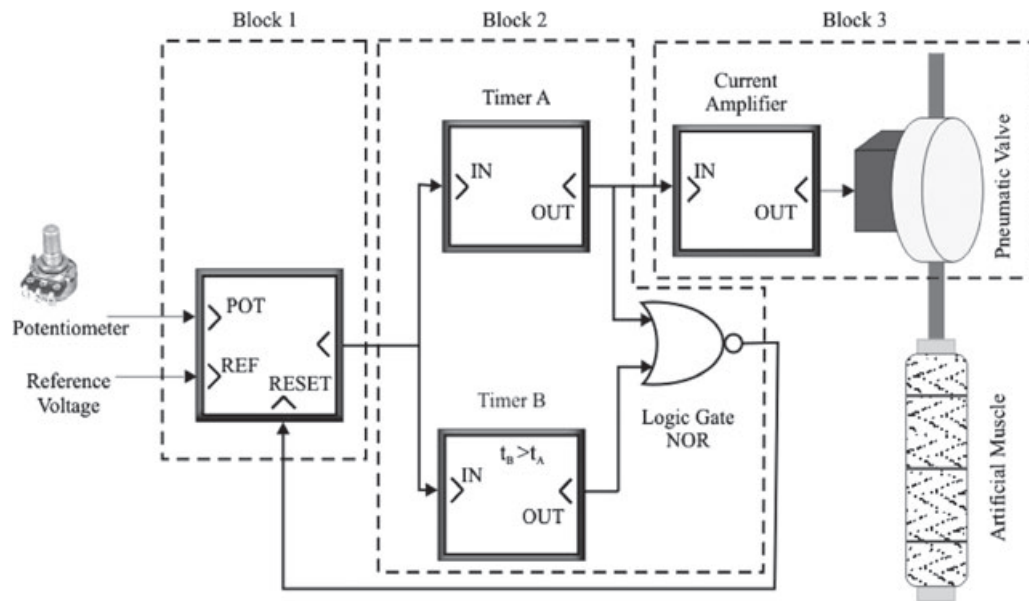 Block 1
Block 2
Block 3
Timer A
IN
OUT
Current
Amplifier
IN
OUT
Pneumatic Valve
Potentiometer
POT
Reference
Voltage
REF
RESET
Timer B
t_B >t_A
IN
OUT
Logic Gate
NOR
Artificial Muscle